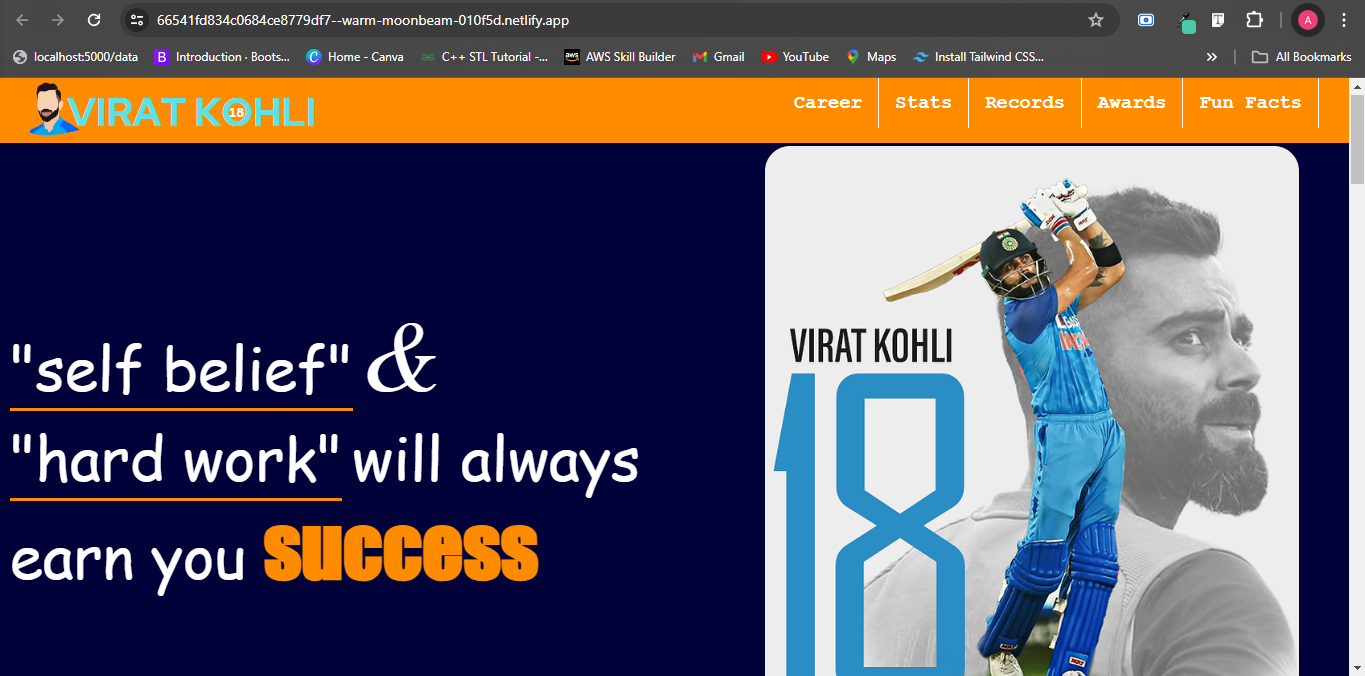 66541fd834c0684ce8779df7--warm-moonbeam-010f5d.netlify.app
A
localhost:5000/data
B Introduction · Boots...
C Home - Canva
C++ STL Tutorial -...
aws AWS Skill Builder
Gmail
YouTube
Maps
Install Tailwind CSS...
»
All Bookmarks
VIRAT KOHLI
18
Career
Stats
Records
Awards
Fun Facts
"self belief" &
"hard work" will always
earn you success
VIRAT KOHLI
18